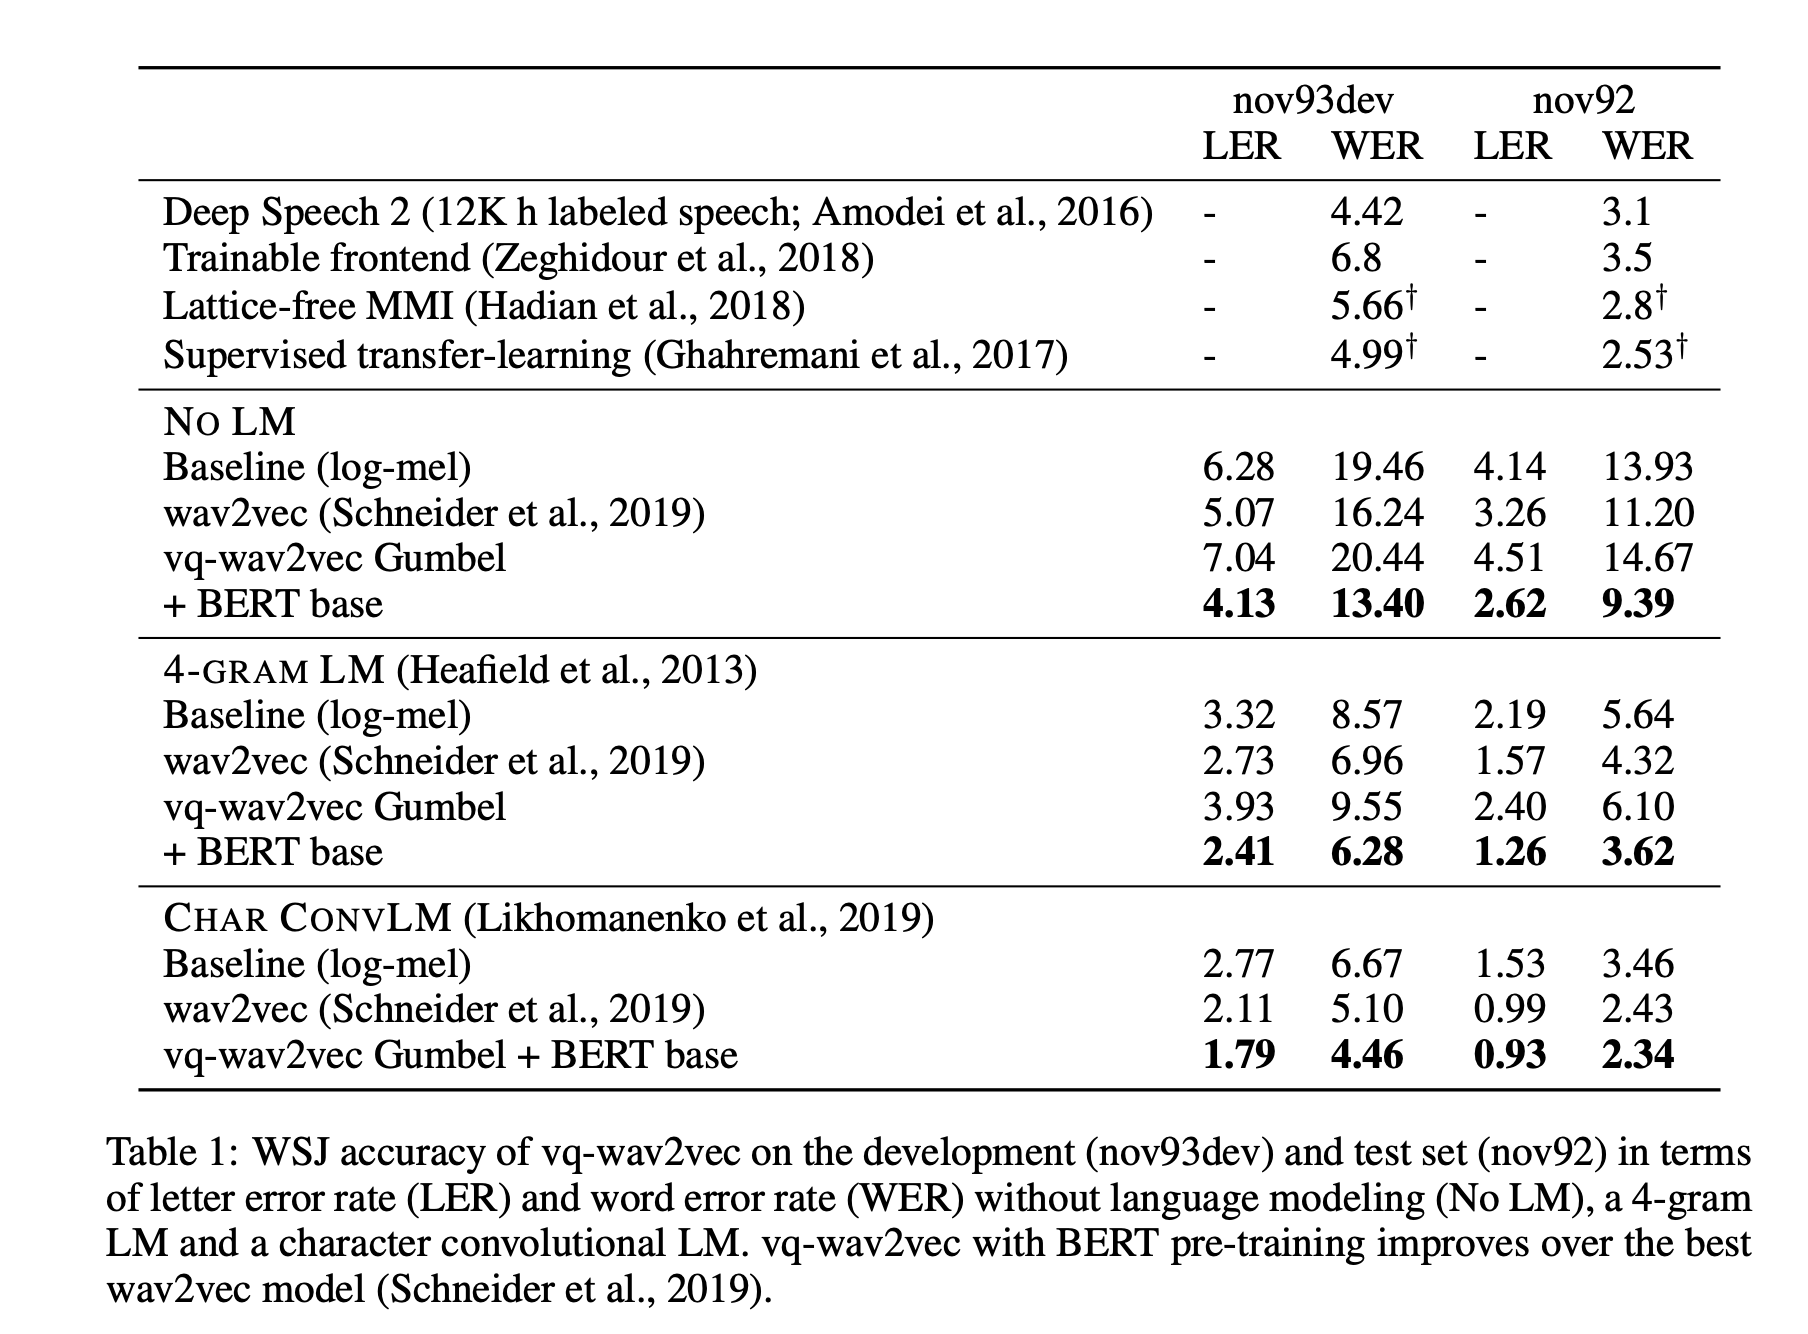 nov93dev nov92
LER WER LER WER
Deep Speech 2 (12K h labeled speech; Amodei et al., 2016) - 4.42 - 3.1
Trainable frontend (Zeghidour et al., 2018) - 6.8 - 3.5
Lattice-free MMI (Hadian et al., 2018) - 5.66† - 2.8†
Supervised transfer-learning (Ghahremani et al., 2017) - 4.99† - 2.53†
NO LM
Baseline (log-mel) 6.28 19.46 4.14 13.93
wav2vec (Schneider et al., 2019) 5.07 16.24 3.26 11.20
vq-wav2vec Gumbel 7.04 20.44 4.51 14.67
+ BERT base 4.13 13.40 2.62 9.39
4-GRAM LM (Heafield et al., 2013)
Baseline (log-mel) 3.32 8.57 2.19 5.64
wav2vec (Schneider et al., 2019) 2.73 6.96 1.57 4.32
vq-wav2vec Gumbel 3.93 9.55 2.40 6.10
+ BERT base 2.41 6.28 1.26 3.62
CHAR CONVLM (Likhomanenko et al., 2019)
Baseline (log-mel) 2.77 6.67 1.53 3.46
wav2vec (Schneider et al., 2019) 2.11 5.10 0.99 2.43
vq-wav2vec Gumbel + BERT base 1.79 4.46 0.93 2.34
Table 1: WSJ accuracy of vq-wav2vec on the development (nov93dev) and test set (nov92) in terms
of letter error rate (LER) and word error rate (WER) without language modeling (No LM), a 4-gram
LM and a character convolutional LM. vq-wav2vec with BERT pre-training improves over the best
wav2vec model (Schneider et al., 2019).